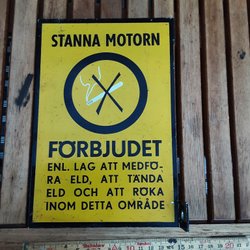 STANNA MOTORN
FÖRBJUDET
ENL. LAG ATT MEDFÖ-
RA ELD, ATT TÄNDA
ELD OCH ATT RÖKA
INOM DETTA OMRÅDE